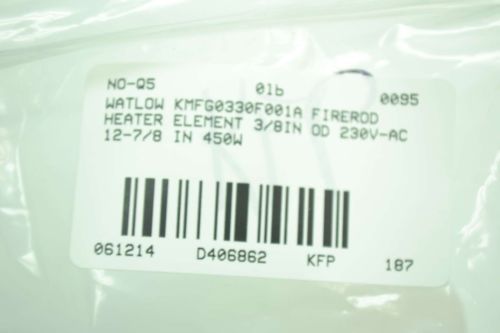 NO-Q5 01b 0095
WATLOW KMFG0330F001A FIREROD
HEATER ELEMENT 3/8IN OD 230V-AC
12-7/8 IN 450W
061214 D406862 KFP 187